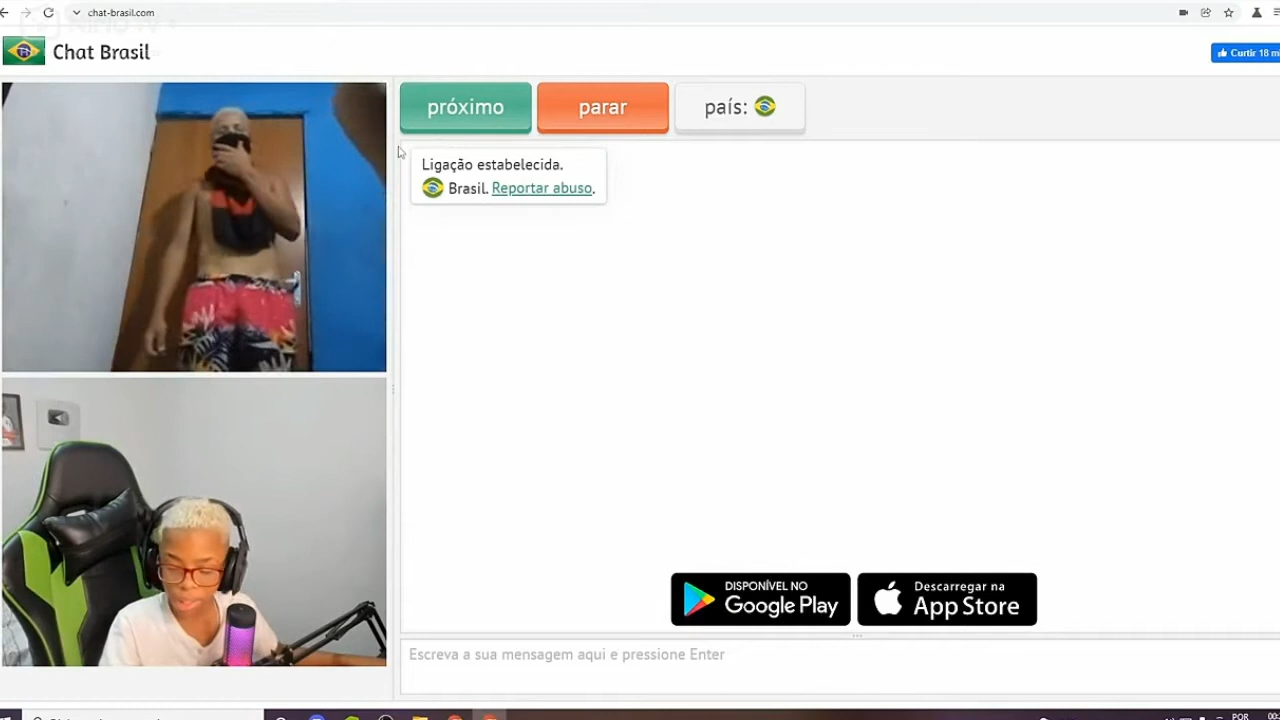 chat-brasil.com
Chat Brasil
Curtir 18 mi
próximo
parar
país:
Ligação estabelecida.
Brasil. Reportar abuso.
DISPONÍVEL NO
Google Play
Descarregar na
App Store
Escreva a sua mensagem aqui e pressione Enter
POR